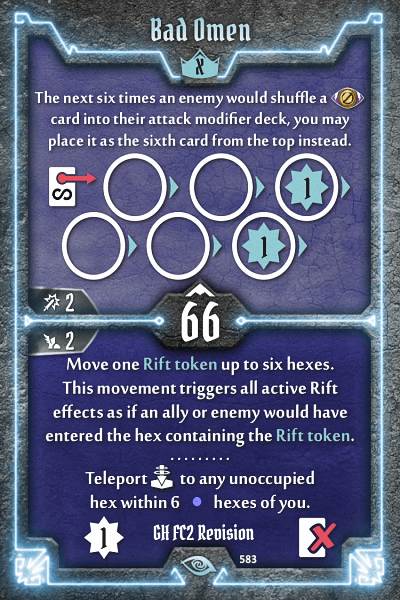 Bad Omen
X
The next six times an enemy would shuffle a
card into their attack modifier deck, you may
place it as the sixth card from the top instead.
1
1
2
66
2
Move one Rift token up to six hexes.
This movement triggers all active Rift
effects as if an ally or enemy would have
entered the hex containing the Rift token.
Teleport to any unoccupied
hex within 6 hexes of you.
1 GH FC2 Revision
583